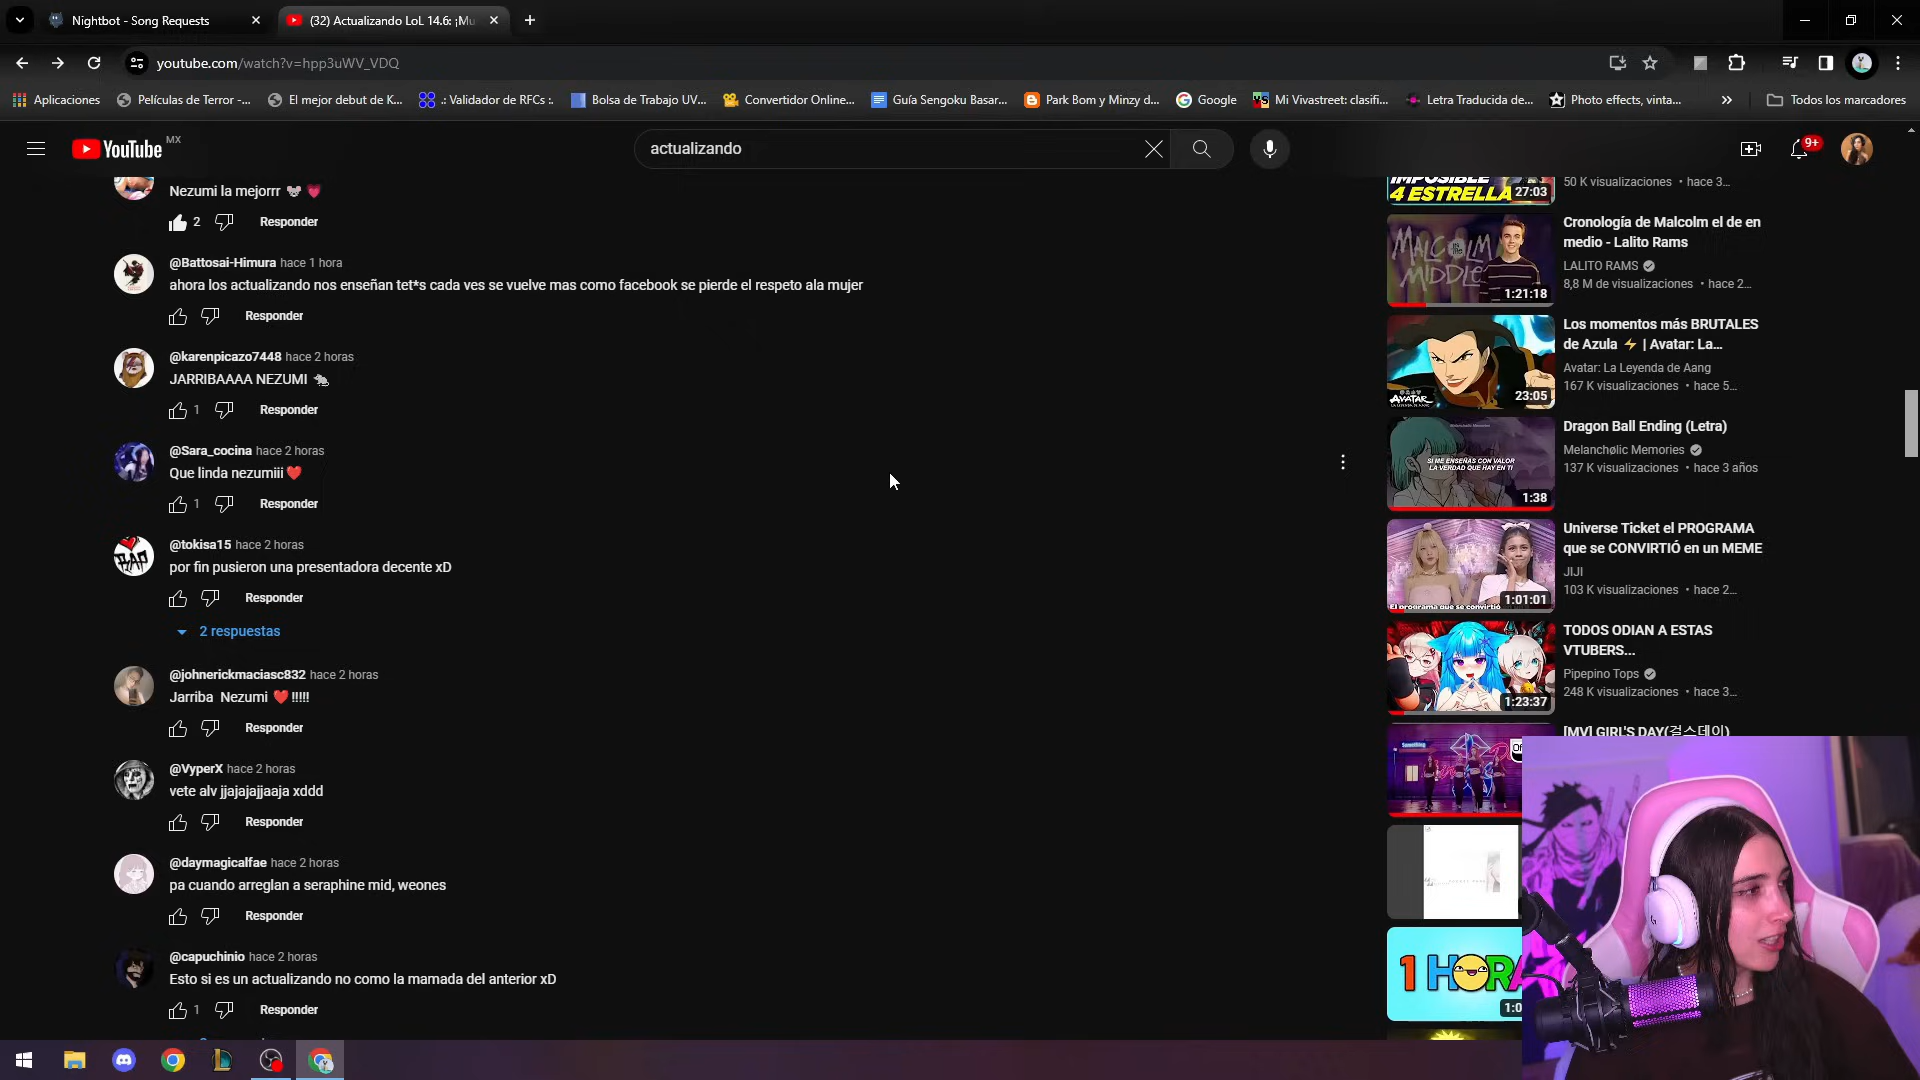 Nightbot - Song Requests
(32) Actualizando LoL 14.6: ¡Mu
youtube.com/watch?v=hpp3uWV_VDQ
Aplicaciones
Películas de Terror -...
El mejor debut de K...
.: Validador de RFCs :.
Bolsa de Trabajo UV...
Convertidor Online...
Guía Sengoku Basar...
Park Bom y Minzy d...
Google
Mi Vivastreet: clasifi...
Letra Traducida de...
Photo effects, vinta...
»
Todos los marcadores
YouTube MX
actualizando
9+
Nezumi la mejorrr 🐭💗
2 Responder
@Battosai-Himura hace 1 hora
ahora los actualizando nos enseñan tet*s cada ves se vuelve mas como facebook se pierde el respeto ala mujer
Responder
@karenpicazo7448 hace 2 horas
JARRIBAAAA NEZUMI 🐀
1 Responder
@Sara_cocina hace 2 horas
Que linda nezumiii❤️
1 Responder
@tokisa15 hace 2 horas
por fin pusieron una presentadora decente xD
Responder
2 respuestas
@johnerickmaciasc832 hace 2 horas
Jarriba Nezumi ❤️!!!!!
Responder
@VyperX hace 2 horas
vete alv jjajajajjaaja xddd
Responder
@daymagicalfae hace 2 horas
pa cuando arreglan a seraphine mid, weones
Responder
@capuchinio hace 2 horas
Esto si es un actualizando no como la mamada del anterior xD
1 Responder
IMPOSIBLE
4 ESTRELLA
27:03
50 K visualizaciones • hace 3...
MALCOLM
MIDDLE
1:21:18
Cronología de Malcolm el de en
medio - Lalito Rams
LALITO RAMS
8,8 M de visualizaciones • hace 2...
AVATAR
23:05
Los momentos más BRUTALES
de Azula ⚡ | Avatar: La...
Avatar: La Leyenda de Aang
167 K visualizaciones • hace 5...
SI ME ENSEÑAS CON VALOR
LA VERDAD QUE HAY EN TI
1:38
Dragon Ball Ending (Letra)
Melanchølic Memories
137 K visualizaciones • hace 3 años
El programa que se convirtió
1:01:01
Universe Ticket el PROGRAMA
que se CONVIRTIÓ en un MEME
JIJI
103 K visualizaciones • hace 2...
1:23:37
TODOS ODIAN A ESTAS
VTUBERS...
Pipepino Tops
248 K visualizaciones • hace 3...
Something
[MV] GIRL'S DAY(걸스데이)
1 HORA
1:0